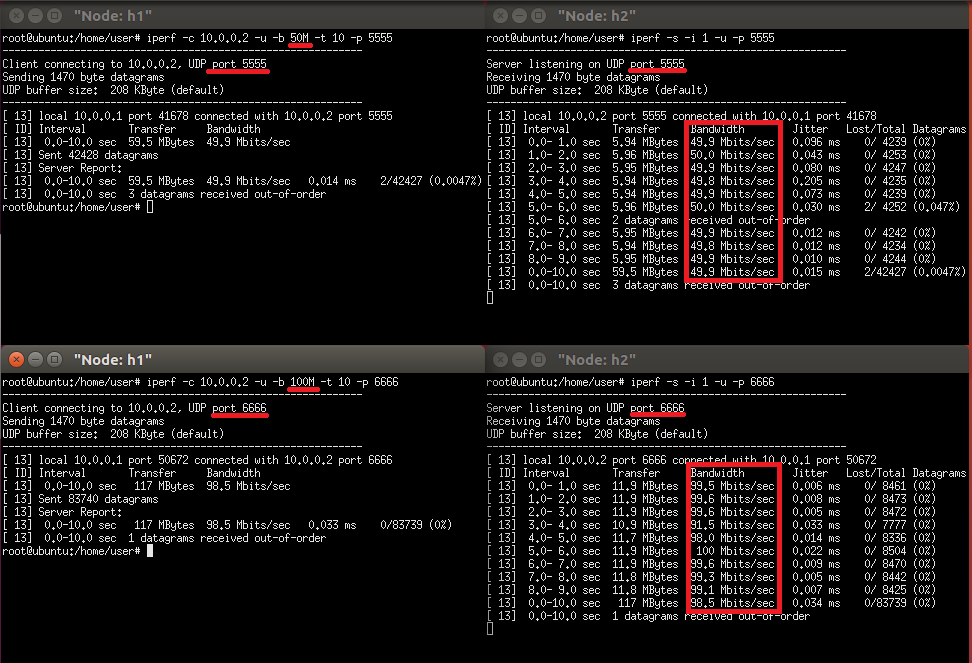 "Node: h1"
root@ubuntu:/home/user# iperf -c 10.0.0.2 -u -b 50M -t 10 -p 5555
------------------------------------------------------------
Client connecting to 10.0.0.2, UDP port 5555
Sending 1470 byte datagrams
UDP buffer size:  208 KByte (default)
------------------------------------------------------------
[ 13] local 10.0.0.1 port 41678 connected with 10.0.0.2 port 5555
[ ID] Interval       Transfer     Bandwidth
[ 13]  0.0-10.0 sec  59.5 MBytes  49.9 Mbits/sec
[ 13] Sent 42428 datagrams
[ 13] Server Report:
[ 13]  0.0-10.0 sec  59.5 MBytes  49.9 Mbits/sec   0.014 ms    2/42427 (0.0047%)
[ 13]  0.0-10.0 sec  3 datagrams received out-of-order
root@ubuntu:/home/user#
"Node: h2"
root@ubuntu:/home/user# iperf -s -i 1 -u -p 5555
------------------------------------------------------------
Server listening on UDP port 5555
Receiving 1470 byte datagrams
UDP buffer size:  208 KByte (default)
------------------------------------------------------------
[ 13] local 10.0.0.2 port 5555 connected with 10.0.0.1 port 41678
[ ID] Interval       Transfer     Bandwidth        Jitter   Lost/Total Datagrams
[ 13]  0.0- 1.0 sec  5.94 MBytes  49.9 Mbits/sec   0.096 ms    0/ 4239 (0%)
[ 13]  1.0- 2.0 sec  5.96 MBytes  50.0 Mbits/sec   0.043 ms    0/ 4253 (0%)
[ 13]  2.0- 3.0 sec  5.95 MBytes  49.9 Mbits/sec   0.080 ms    0/ 4247 (0%)
[ 13]  3.0- 4.0 sec  5.94 MBytes  49.8 Mbits/sec   0.205 ms    0/ 4235 (0%)
[ 13]  4.0- 5.0 sec  5.94 MBytes  49.9 Mbits/sec   0.073 ms    0/ 4239 (0%)
[ 13]  5.0- 6.0 sec  5.96 MBytes  50.0 Mbits/sec   0.030 ms    2/ 4252 (0.047%)
[ 13]  5.0- 6.0 sec  2 datagrams received out-of-order
[ 13]  6.0- 7.0 sec  5.95 MBytes  49.9 Mbits/sec   0.012 ms    0/ 4242 (0%)
[ 13]  7.0- 8.0 sec  5.94 MBytes  49.8 Mbits/sec   0.012 ms    0/ 4234 (0%)
[ 13]  8.0- 9.0 sec  5.95 MBytes  49.9 Mbits/sec   0.010 ms    0/ 4244 (0%)
[ 13]  0.0-10.0 sec  59.5 MBytes  49.9 Mbits/sec   0.015 ms    2/42427 (0.0047%)
[ 13]  0.0-10.0 sec  3 datagrams received out-of-order
"Node: h1"
root@ubuntu:/home/user# iperf -c 10.0.0.2 -u -b 100M -t 10 -p 6666
------------------------------------------------------------
Client connecting to 10.0.0.2, UDP port 6666
Sending 1470 byte datagrams
UDP buffer size:  208 KByte (default)
------------------------------------------------------------
[ 13] local 10.0.0.1 port 50672 connected with 10.0.0.2 port 6666
[ ID] Interval       Transfer     Bandwidth
[ 13]  0.0-10.0 sec   117 MBytes  98.5 Mbits/sec
[ 13] Sent 83740 datagrams
[ 13] Server Report:
[ 13]  0.0-10.0 sec   117 MBytes  98.5 Mbits/sec   0.033 ms    0/83739 (0%)
[ 13]  0.0-10.0 sec  1 datagrams received out-of-order
root@ubuntu:/home/user#
"Node: h2"
root@ubuntu:/home/user# iperf -s -i 1 -u -p 6666
------------------------------------------------------------
Server listening on UDP port 6666
Receiving 1470 byte datagrams
UDP buffer size:  208 KByte (default)
------------------------------------------------------------
[ 13] local 10.0.0.2 port 6666 connected with 10.0.0.1 port 50672
[ ID] Interval       Transfer     Bandwidth        Jitter   Lost/Total Datagrams
[ 13]  0.0- 1.0 sec  11.9 MBytes  99.5 Mbits/sec   0.006 ms    0/ 8461 (0%)
[ 13]  1.0- 2.0 sec  11.9 MBytes  99.6 Mbits/sec   0.008 ms    0/ 8473 (0%)
[ 13]  2.0- 3.0 sec  11.9 MBytes  99.6 Mbits/sec   0.005 ms    0/ 8472 (0%)
[ 13]  3.0- 4.0 sec  10.9 MBytes  91.5 Mbits/sec   0.033 ms    0/ 7777 (0%)
[ 13]  4.0- 5.0 sec  11.7 MBytes  98.0 Mbits/sec   0.014 ms    0/ 8336 (0%)
[ 13]  5.0- 6.0 sec  11.9 MBytes   100 Mbits/sec   0.022 ms    0/ 8504 (0%)
[ 13]  6.0- 7.0 sec  11.9 MBytes  99.6 Mbits/sec   0.009 ms    0/ 8470 (0%)
[ 13]  7.0- 8.0 sec  11.8 MBytes  99.3 Mbits/sec   0.005 ms    0/ 8442 (0%)
[ 13]  8.0- 9.0 sec  11.8 MBytes  99.1 Mbits/sec   0.007 ms    0/ 8425 (0%)
[ 13]  0.0-10.0 sec   117 MBytes  98.5 Mbits/sec   0.034 ms    0/83739 (0%)
[ 13]  0.0-10.0 sec  1 datagrams received out-of-order